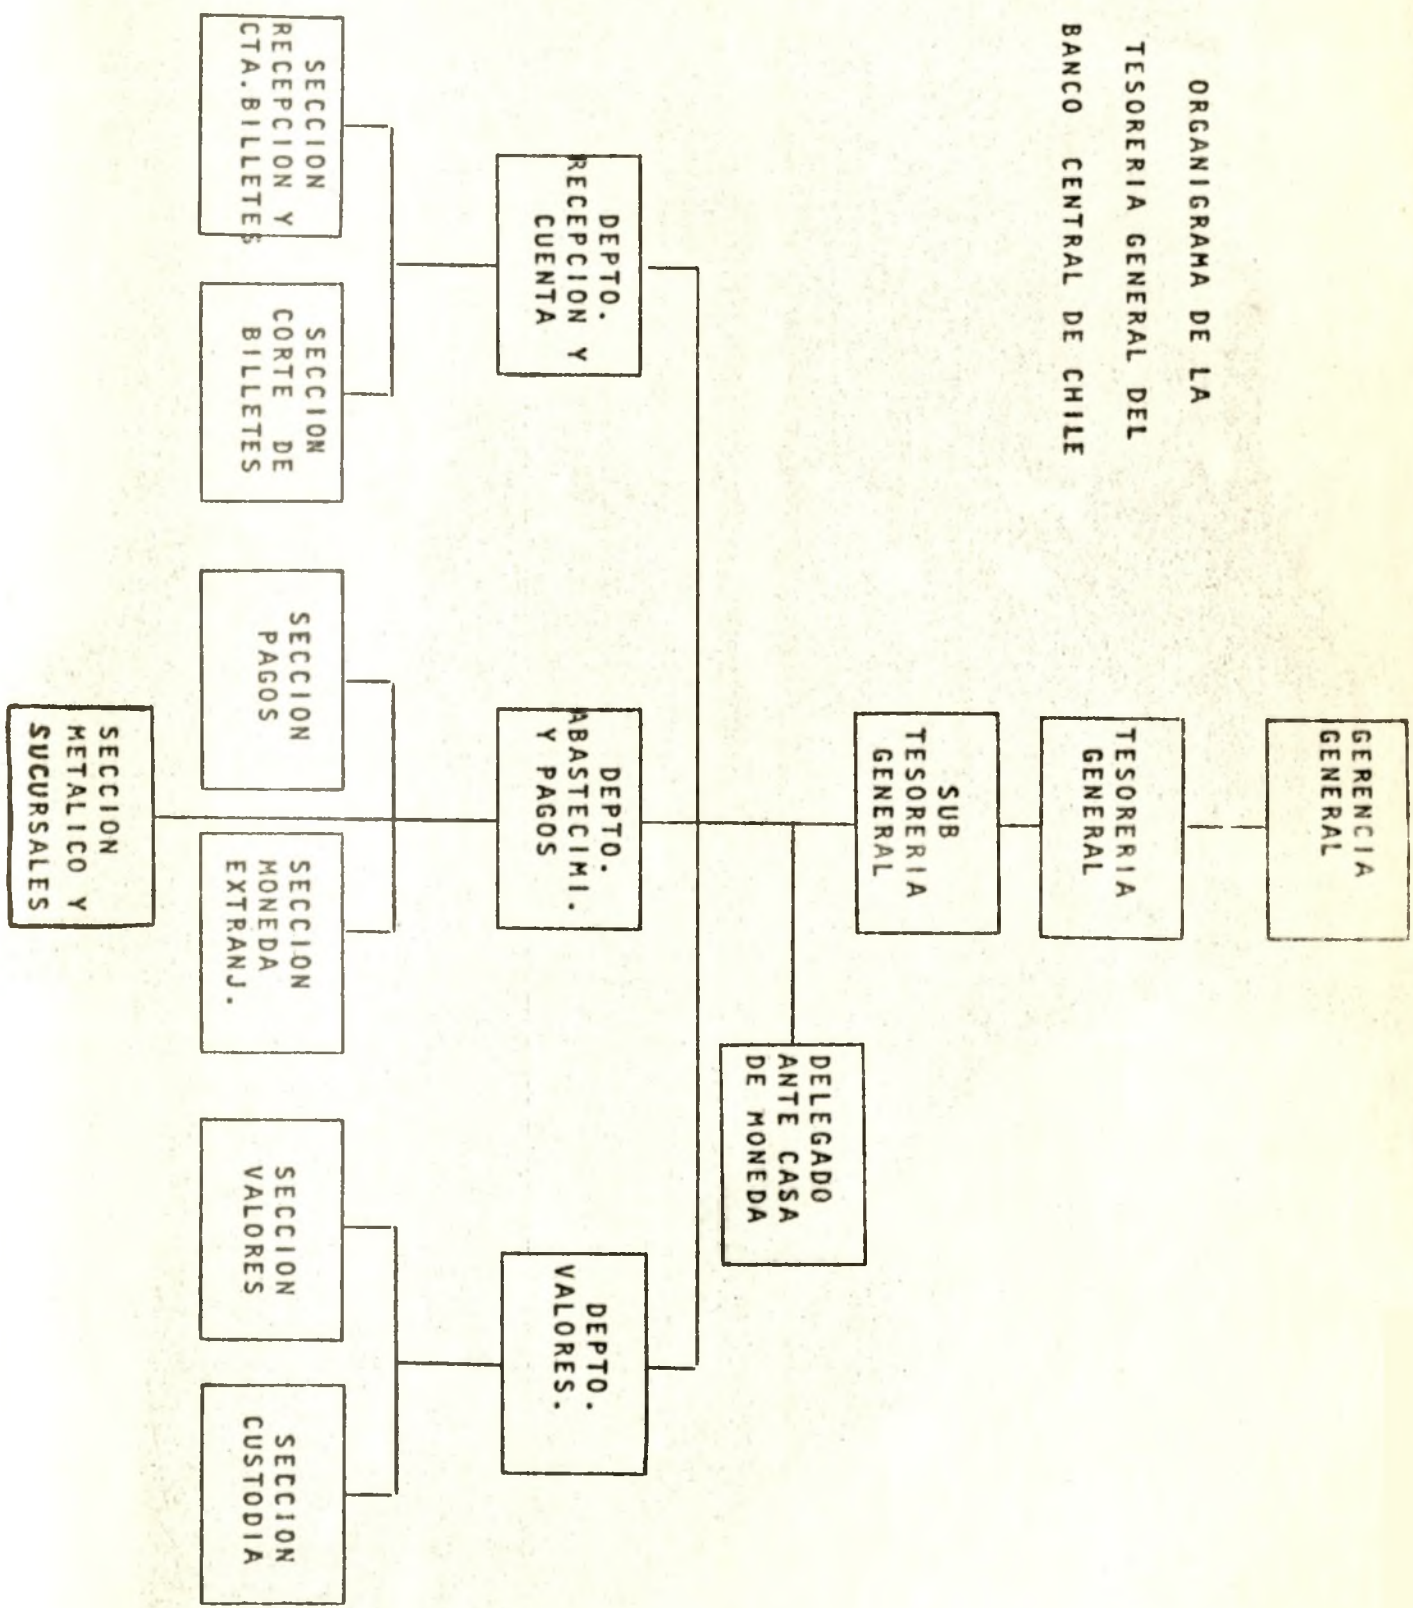 ORGANIGRAMA DE LA
TESORERIA GENERAL DEL
BANCO CENTRAL DE CHILE
GERENCIA
GENERAL
TESORERIA
GENERAL
SUB
TESORERIA
GENERAL
DELEGADO
ANTE CASA
DE MONEDA
DEPTO.
RECEPCION Y
CUENTA
DEPTO.
ABASTECIMI.
Y PAGOS
DEPTO.
VALORES.
SECCION
RECEPCION Y
CTA.BILLETES
SECCION
CORTE DE
BILLETES
SECCION
PAGOS
SECCION
MONEDA
EXTRANJ.
SECCION
VALORES
SECCION
CUSTODIA
SECCION
METALICO Y
SUCURSALES